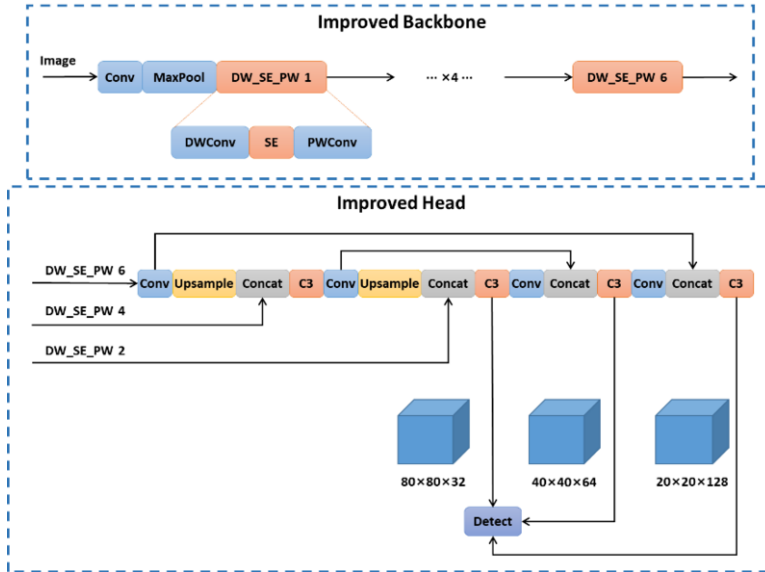 Improved Backbone
Image
Conv MaxPool DW_SE_PW 1 ··· ×4 ··· DW_SE_PW 6
DWConv SE PWConv
Improved Head
DW_SE_PW 6
Conv Upsample Concat C3 Conv Upsample Concat C3 Conv Concat C3 Conv Concat C3
DW_SE_PW 4
DW_SE_PW 2
80×80×32 40×40×64 20×20×128
Detect